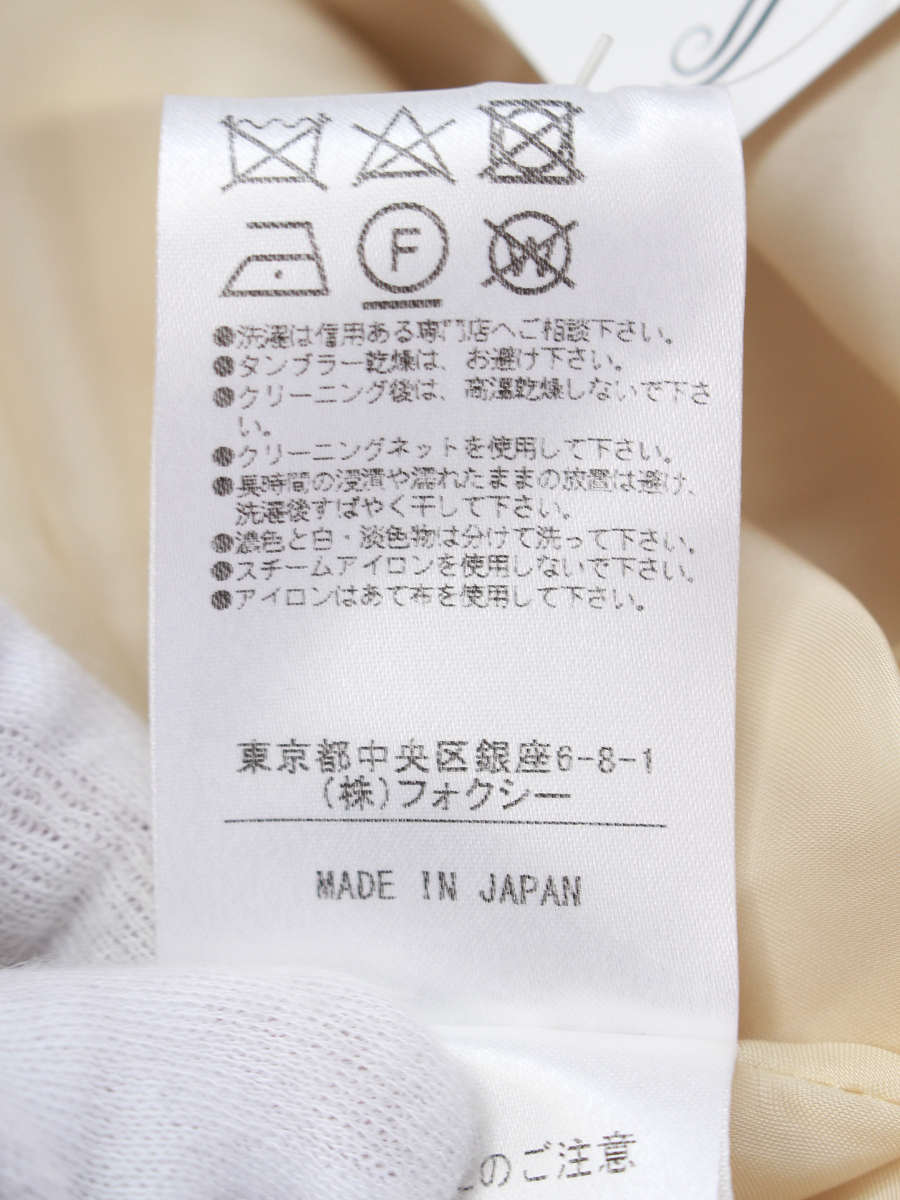 F
W
●洗濯は信用ある専門店へご相談下さい。
●タンブラー乾燥は、お避け下さい。
●クリーニング後は、高温乾燥しないで下さ
い。
●クリーニングネットを使用して下さい。
●長時間の浸漬や濡れたままの放置は避け、
洗濯後すばやく干して下さい。
●濃色と白・淡色物は分けて洗って下さい。
●スチームアイロンを使用しないで下さい。
●アイロンはあて布を使用して下さい。
東京都中央区銀座6-8-1
(株)フォクシー
MADE IN JAPAN
のご注意